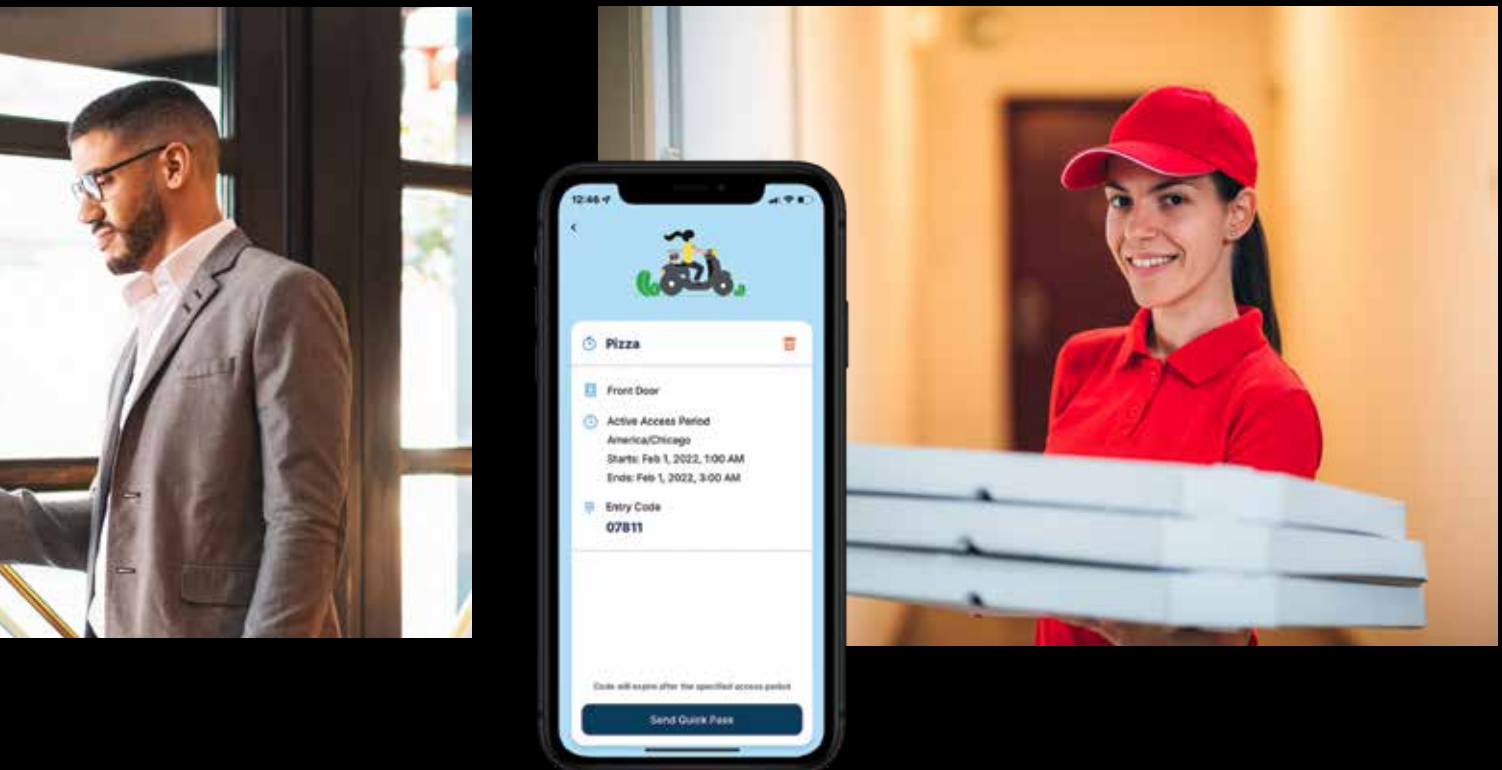 12:46
Pizza
Front Door
Active Access Period
America/Chicago
Starts: Feb 1, 2022, 1:00 AM
Ends: Feb 1, 2022, 3:00 AM
Entry Code
07811
Code will expire after the specified access period
Send Quick Pass